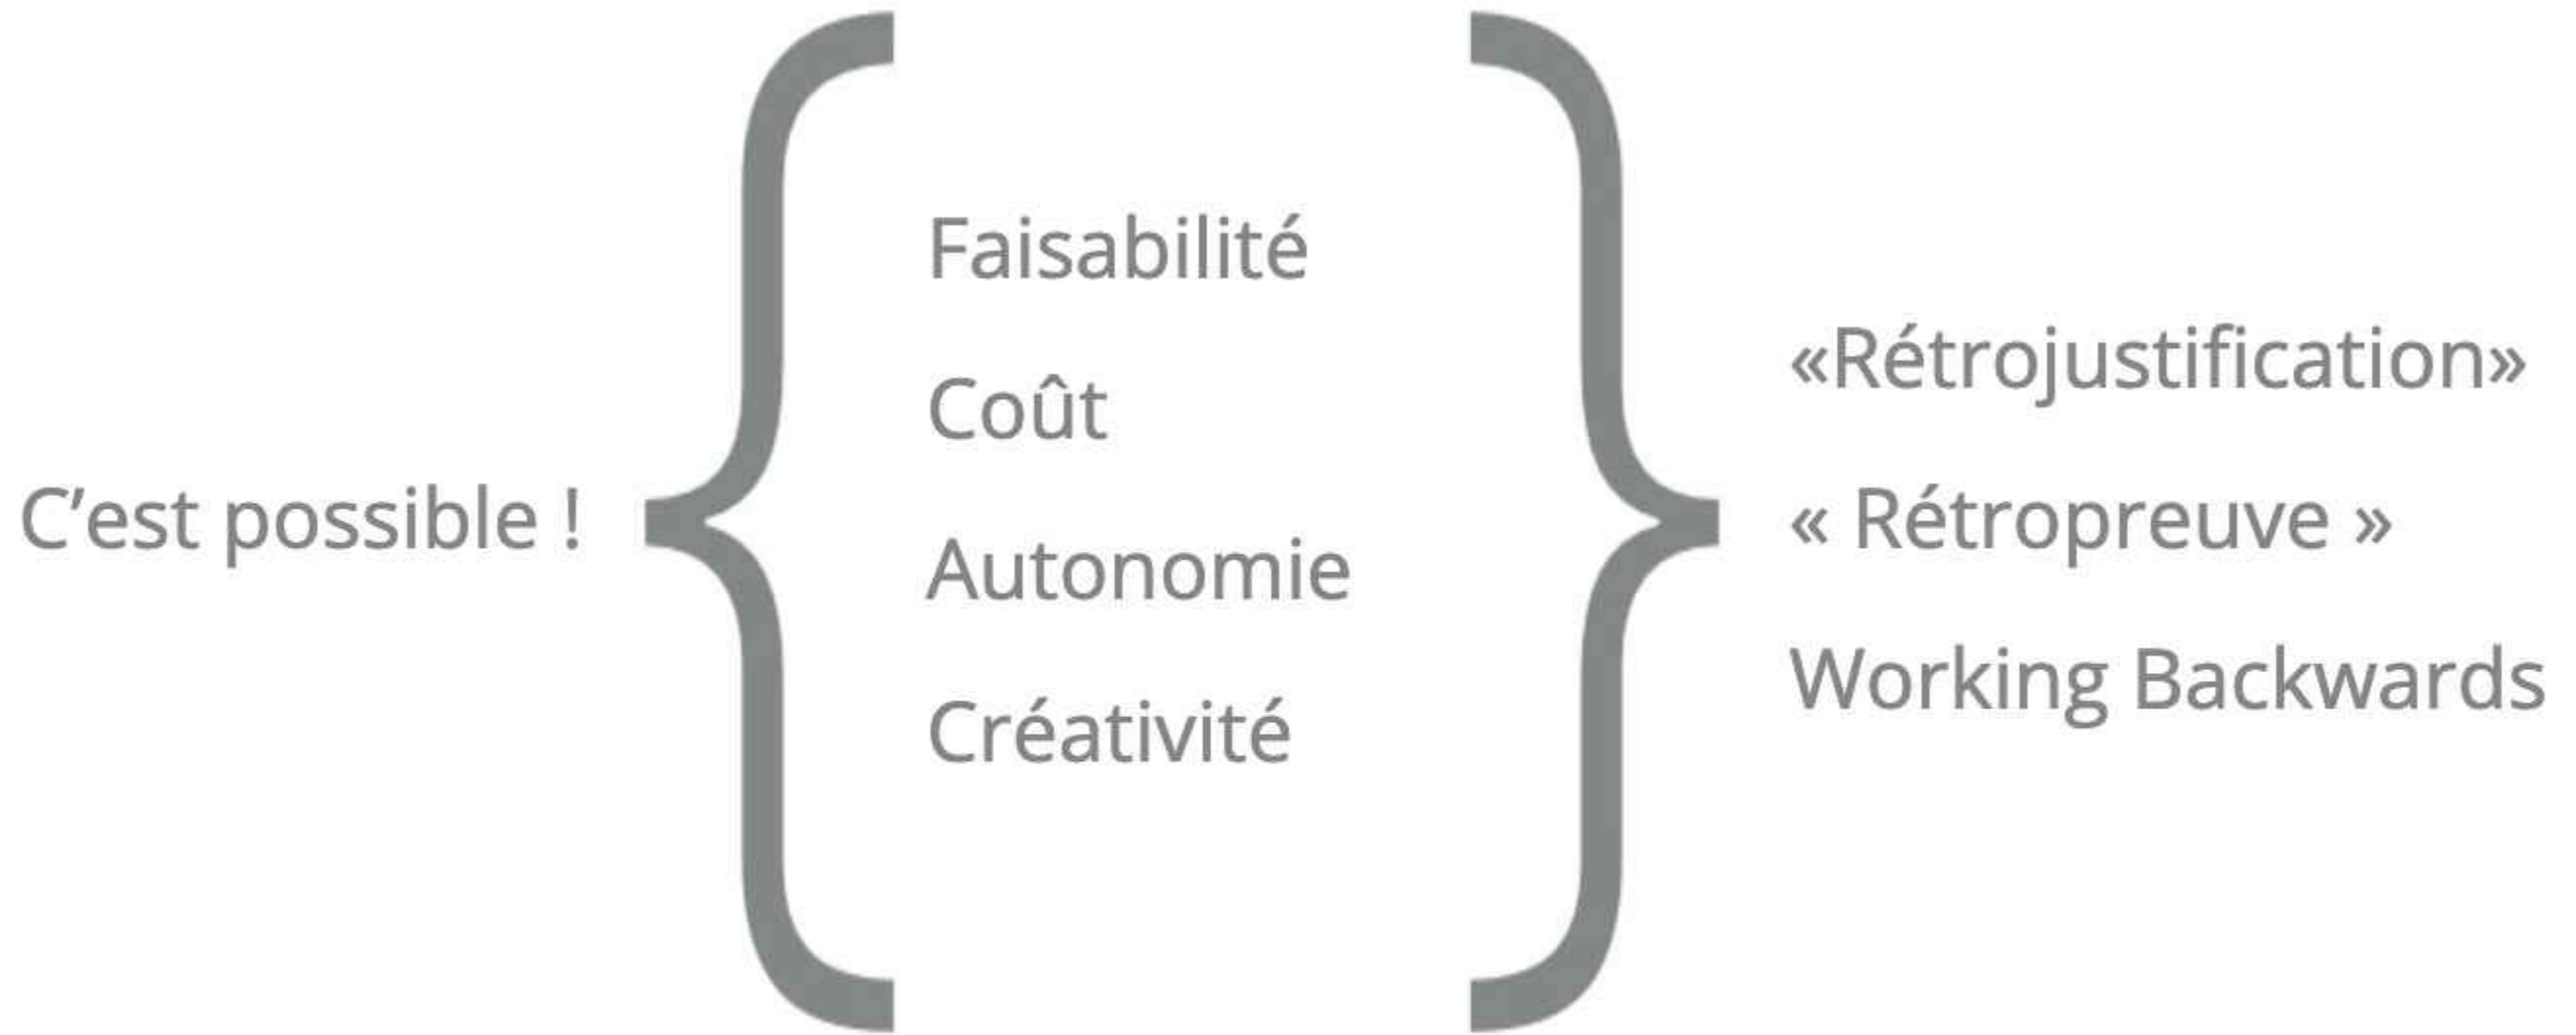 C’est possible !
Faisabilité
Coût
Autonomie
Créativité
«Rétrojustification»
« Rétropreuve »
Working Backwards